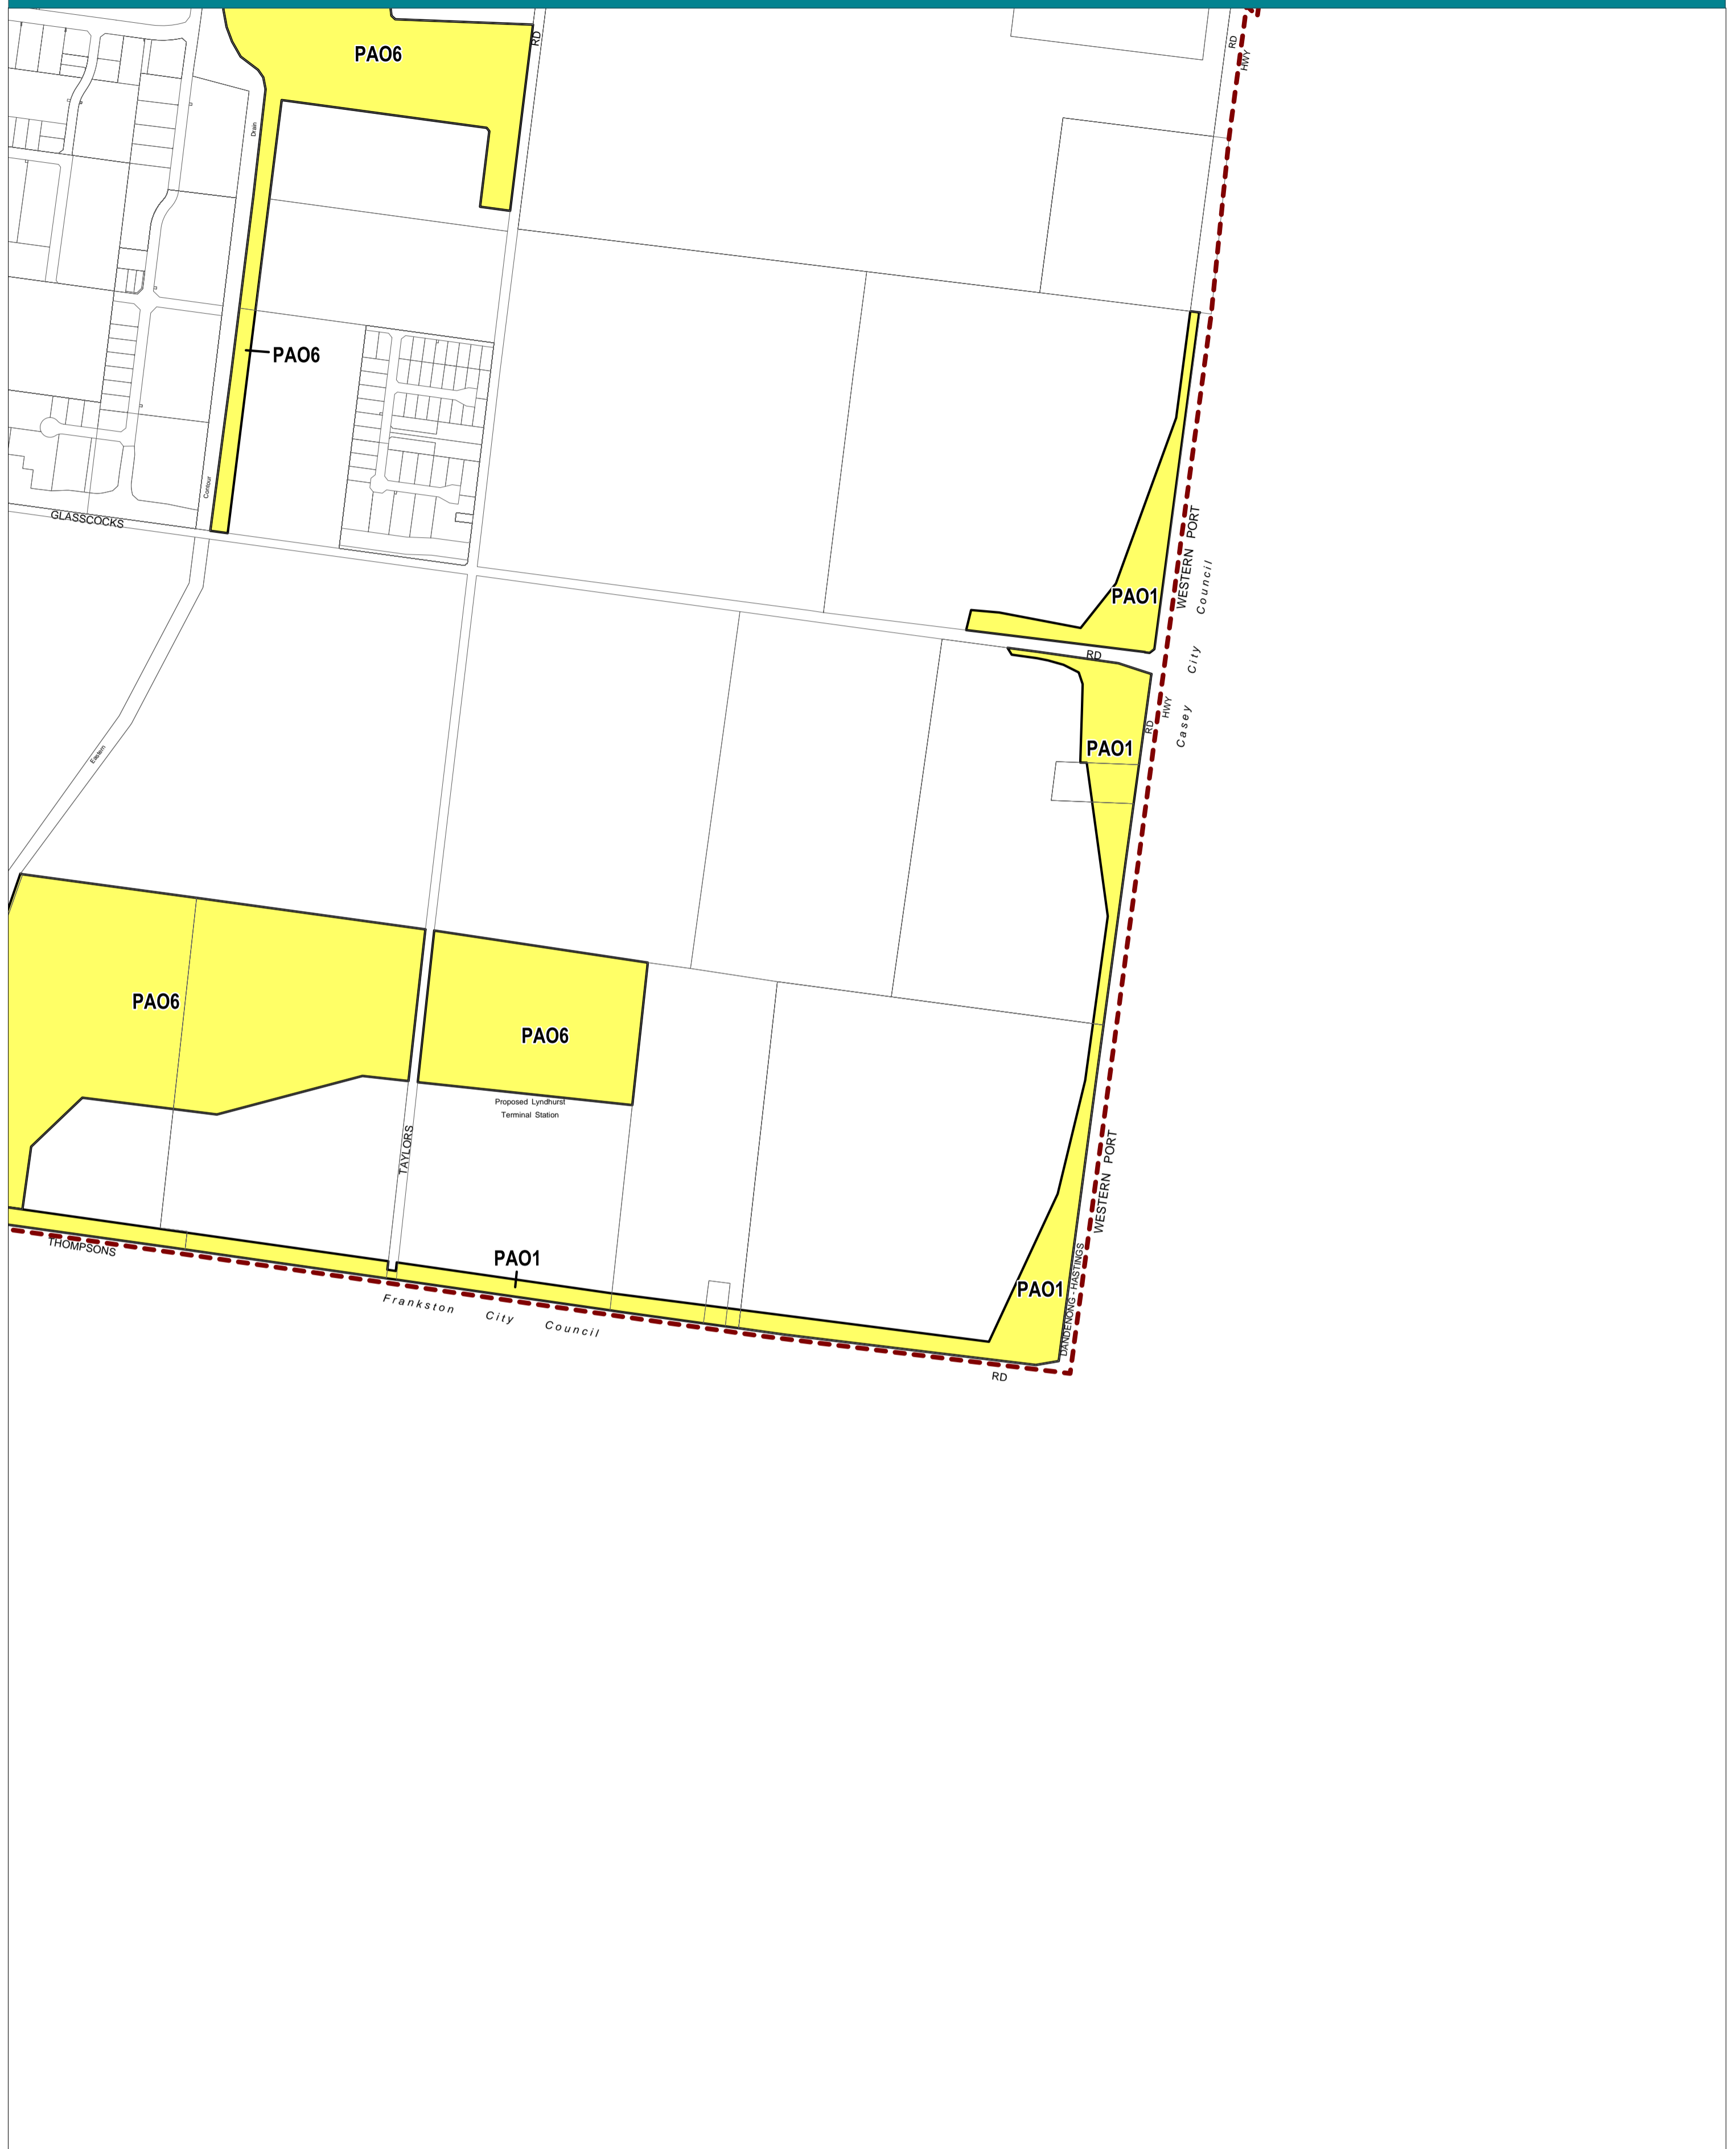 RD
RD
HWY
PAO6
Drain
PAO6
Contour
GLASSCOCKS
WESTERN PORT
PAO1
Casey City Council
RD
RD
HWY
PAO1
Eastern
PAO6
PAO6
Proposed Lyndhurst
Terminal Station
TAYLORS
WESTERN PORT
THOMPSONS
PAO1
DANDENONG - HASTINGS
PAO1
Frankston City Council
RD